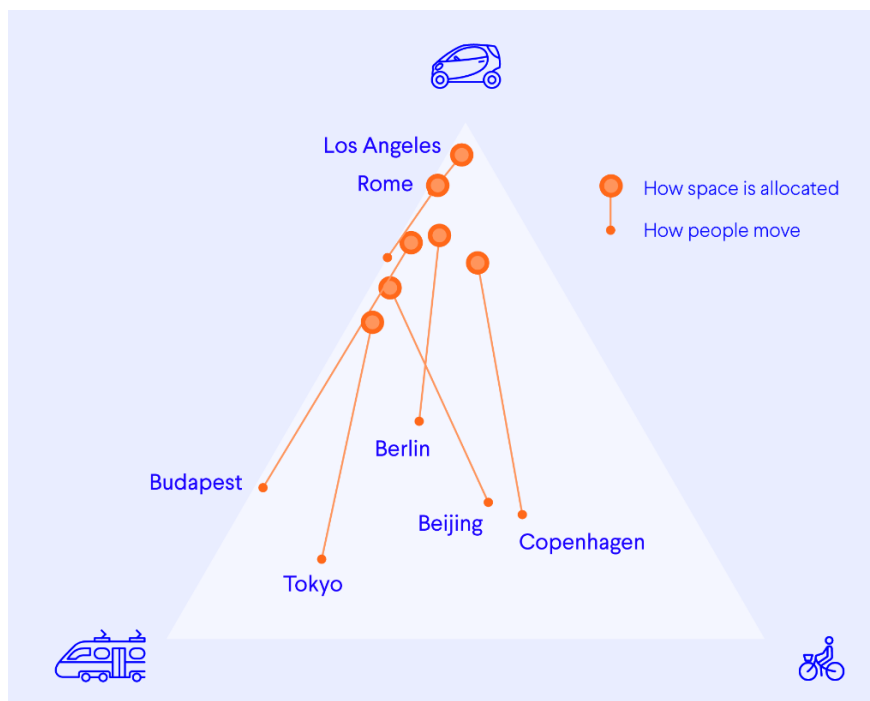 Los Angeles
Rome
How space is allocated
How people move
Berlin
Budapest
Beijing
Copenhagen
Tokyo